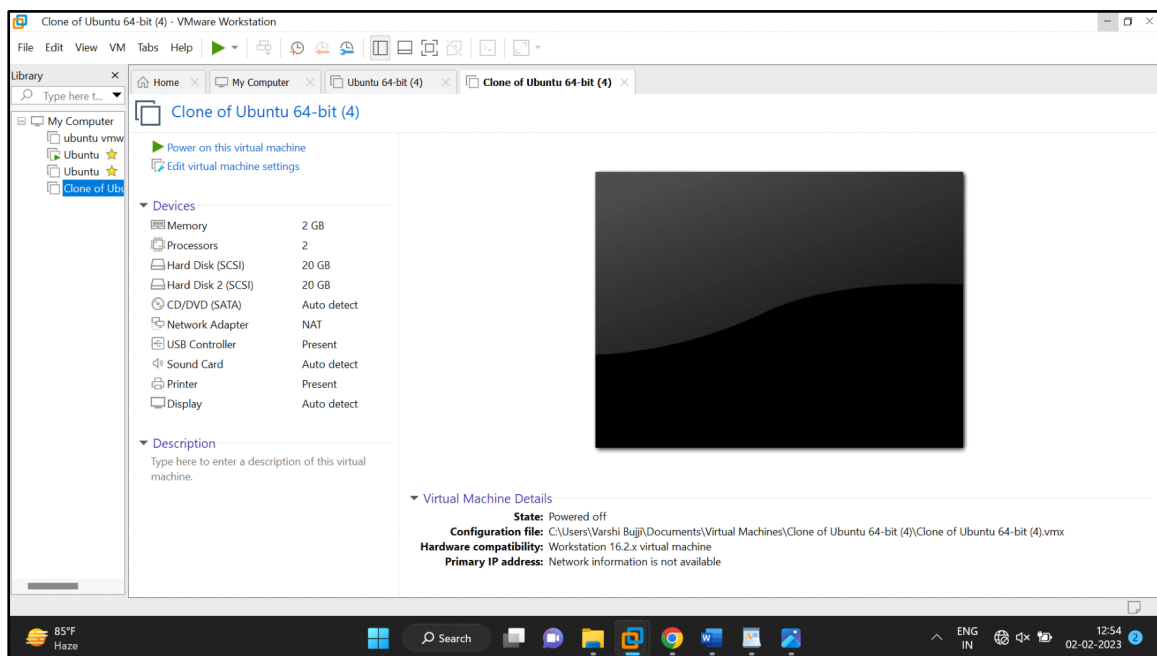 Clone of Ubuntu 64-bit (4) - VMware Workstation
File Edit View VM Tabs Help
Library
Type here t...
My Computer
ubuntu vmw
Ubuntu
Ubuntu
Clone of Ubu
Home My Computer Ubuntu 64-bit (4) Clone of Ubuntu 64-bit (4)
Clone of Ubuntu 64-bit (4)
Power on this virtual machine
Edit virtual machine settings
Devices
Memory 2 GB
Processors 2
Hard Disk (SCSI) 20 GB
Hard Disk 2 (SCSI) 20 GB
CD/DVD (SATA) Auto detect
Network Adapter NAT
USB Controller Present
Sound Card Auto detect
Printer Present
Display Auto detect
Description
Type here to enter a description of this virtual
machine.
Virtual Machine Details
State: Powered off
Configuration file: C:\Users\Varshi Bujji\Documents\Virtual Machines\Clone of Ubuntu 64-bit (4)\Clone of Ubuntu 64-bit (4).vmx
Hardware compatibility: Workstation 16.2.x virtual machine
Primary IP address: Network information is not available
85°F
Haze
Search
ENG
IN
12:54
02-02-2023
2